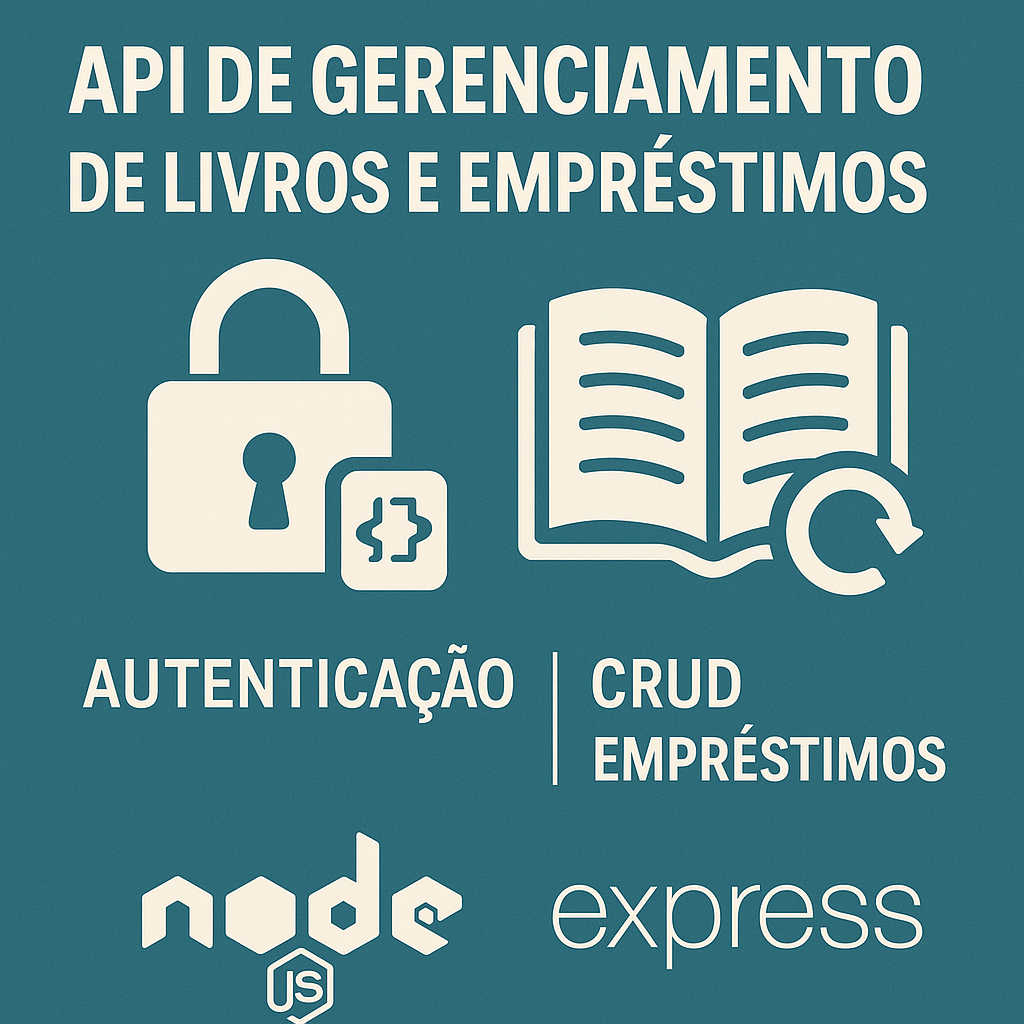 API DE GERENCIAMENTO
DE LIVROS E EMPRÉSTIMOS
{}
AUTENTICAÇÃO
CRUD
EMPRÉSTIMOS
node
JS
express